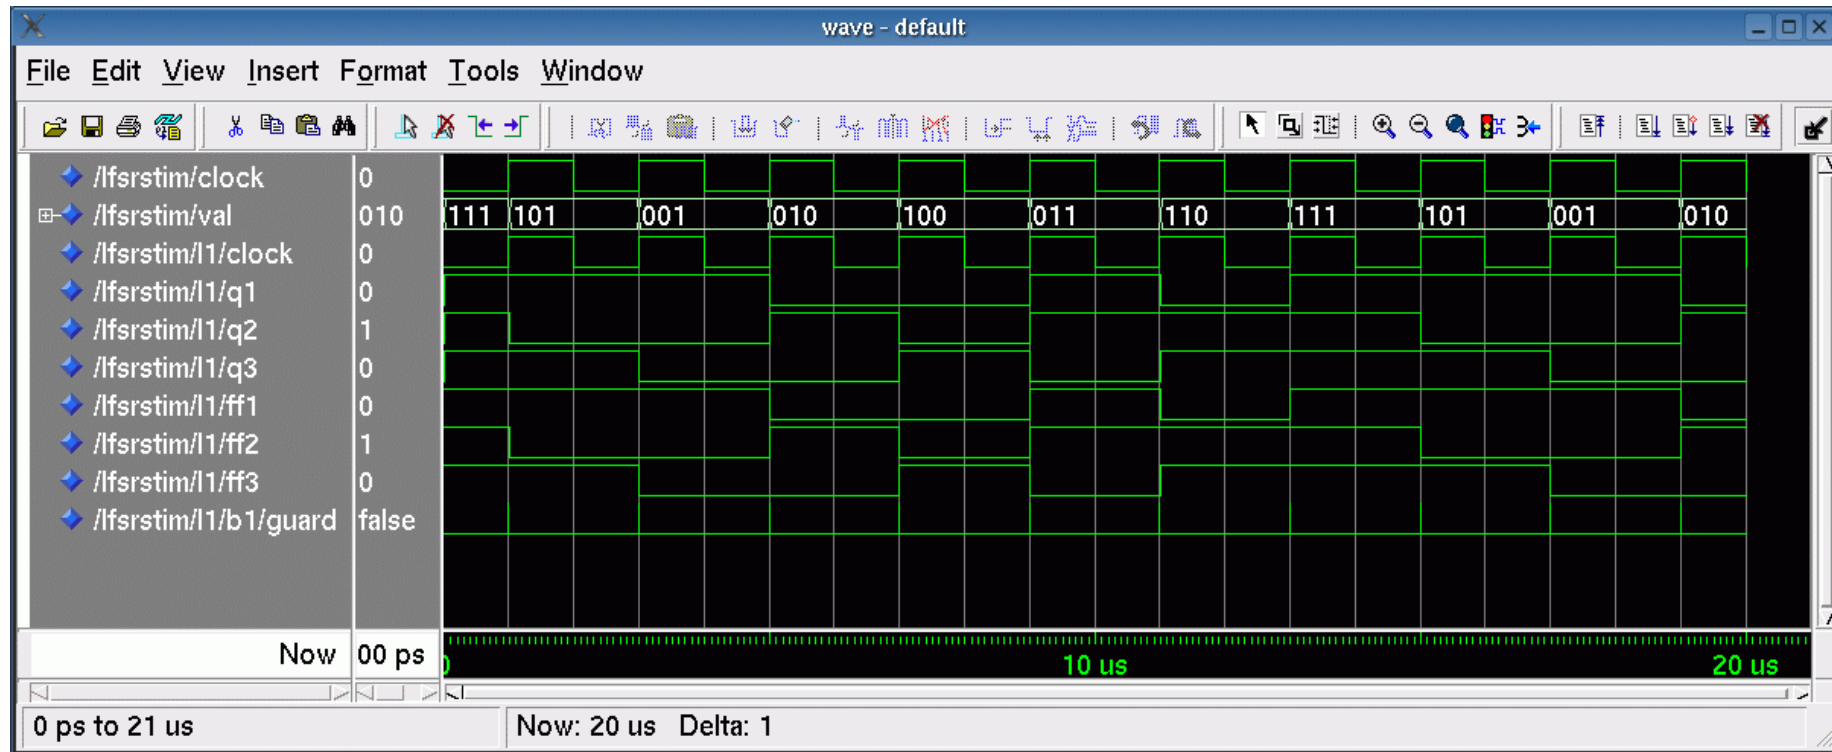 wave - default
File Edit View Insert Format Tools Window
/lfsrstim/clock 0
/lfsrstim/val 010 111 101 001 010 100 011 110 111 101 001 010
/lfsrstim/l1/clock 0
/lfsrstim/l1/q1 0
/lfsrstim/l1/q2 1
/lfsrstim/l1/q3 0
/lfsrstim/l1/ff1 0
/lfsrstim/l1/ff2 1
/lfsrstim/l1/ff3 0
/lfsrstim/l1/b1/guard false
Now 00 ps 0 10 us 20 us
0 ps to 21 us Now: 20 us Delta: 1